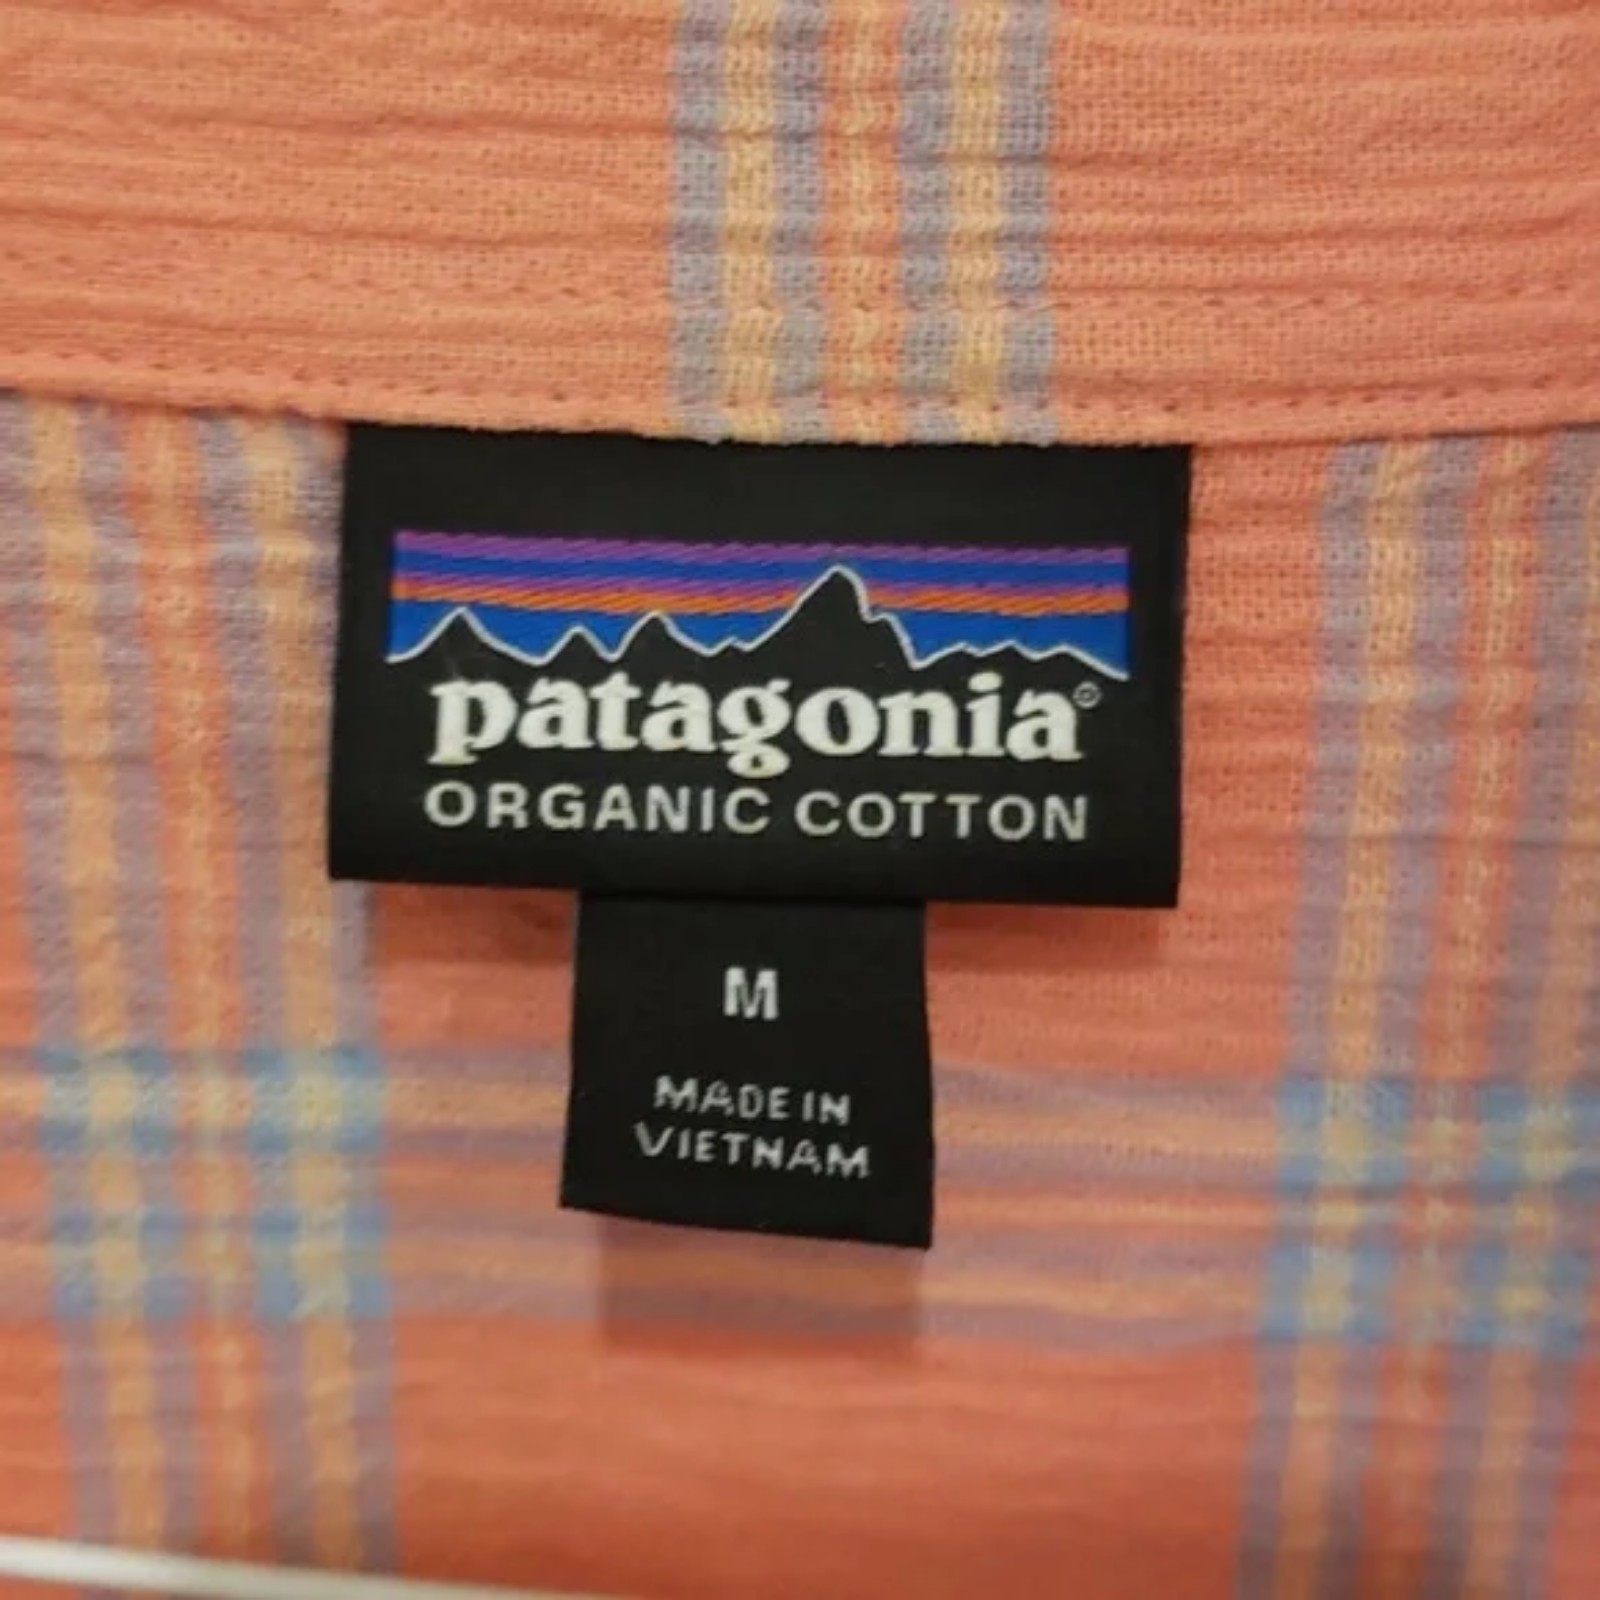 patagonia®
ORGANIC COTTON
M
MADE IN
VIETNAM